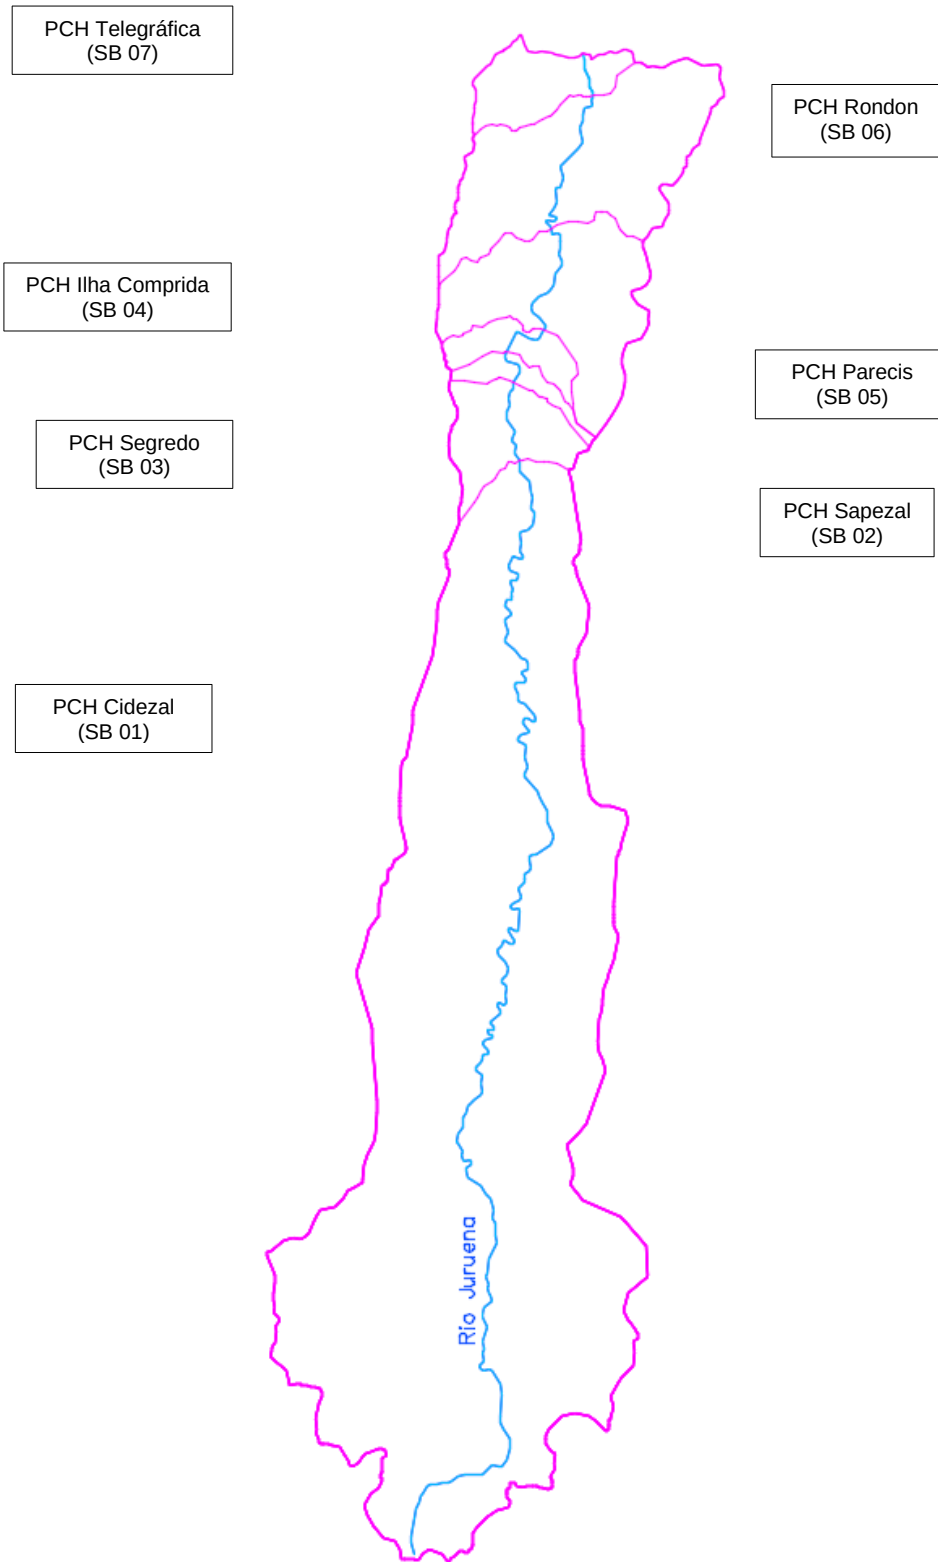 PCH Telegráfica
(SB 07)
PCH Rondon
(SB 06)
PCH Ilha Comprida
(SB 04)
PCH Parecis
(SB 05)
PCH Segredo
(SB 03)
PCH Sapezal
(SB 02)
PCH Cidezal
(SB 01)
Rio Juruena